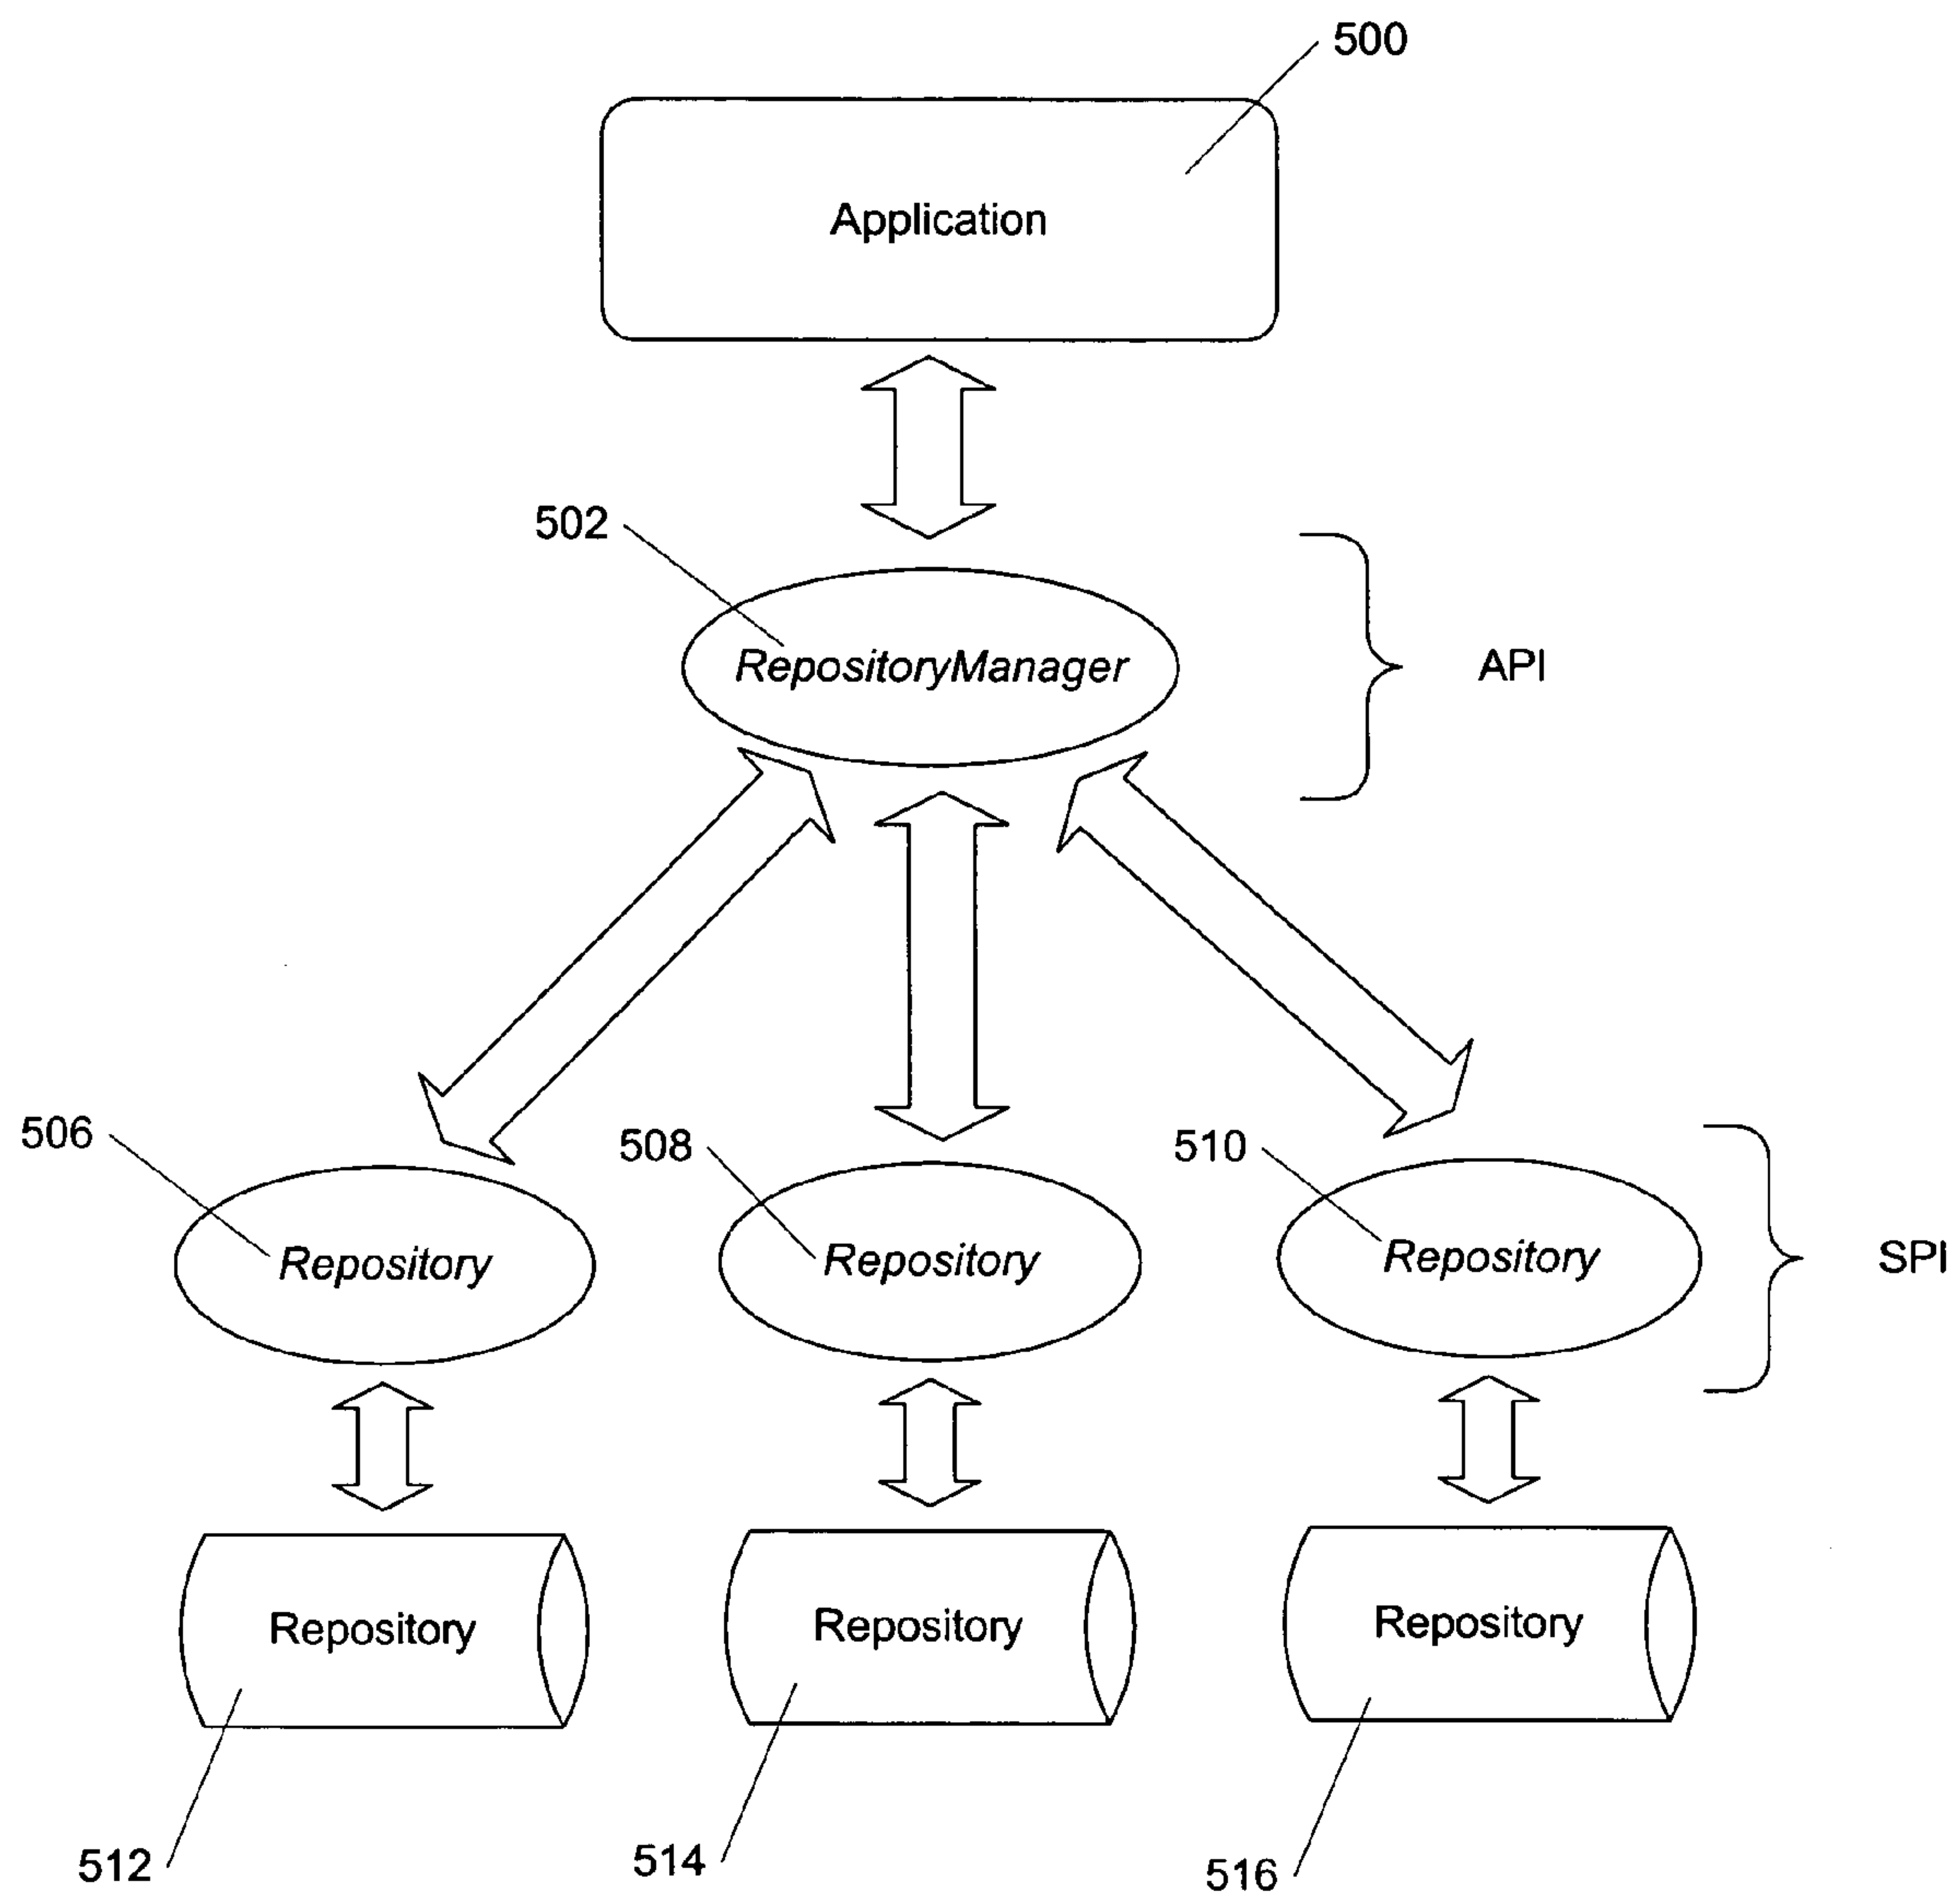 500
Application
502
RepositoryManager
API
506
508
510
Repository
Repository
Repository
SPI
Repository
Repository
Repository
512
514
516